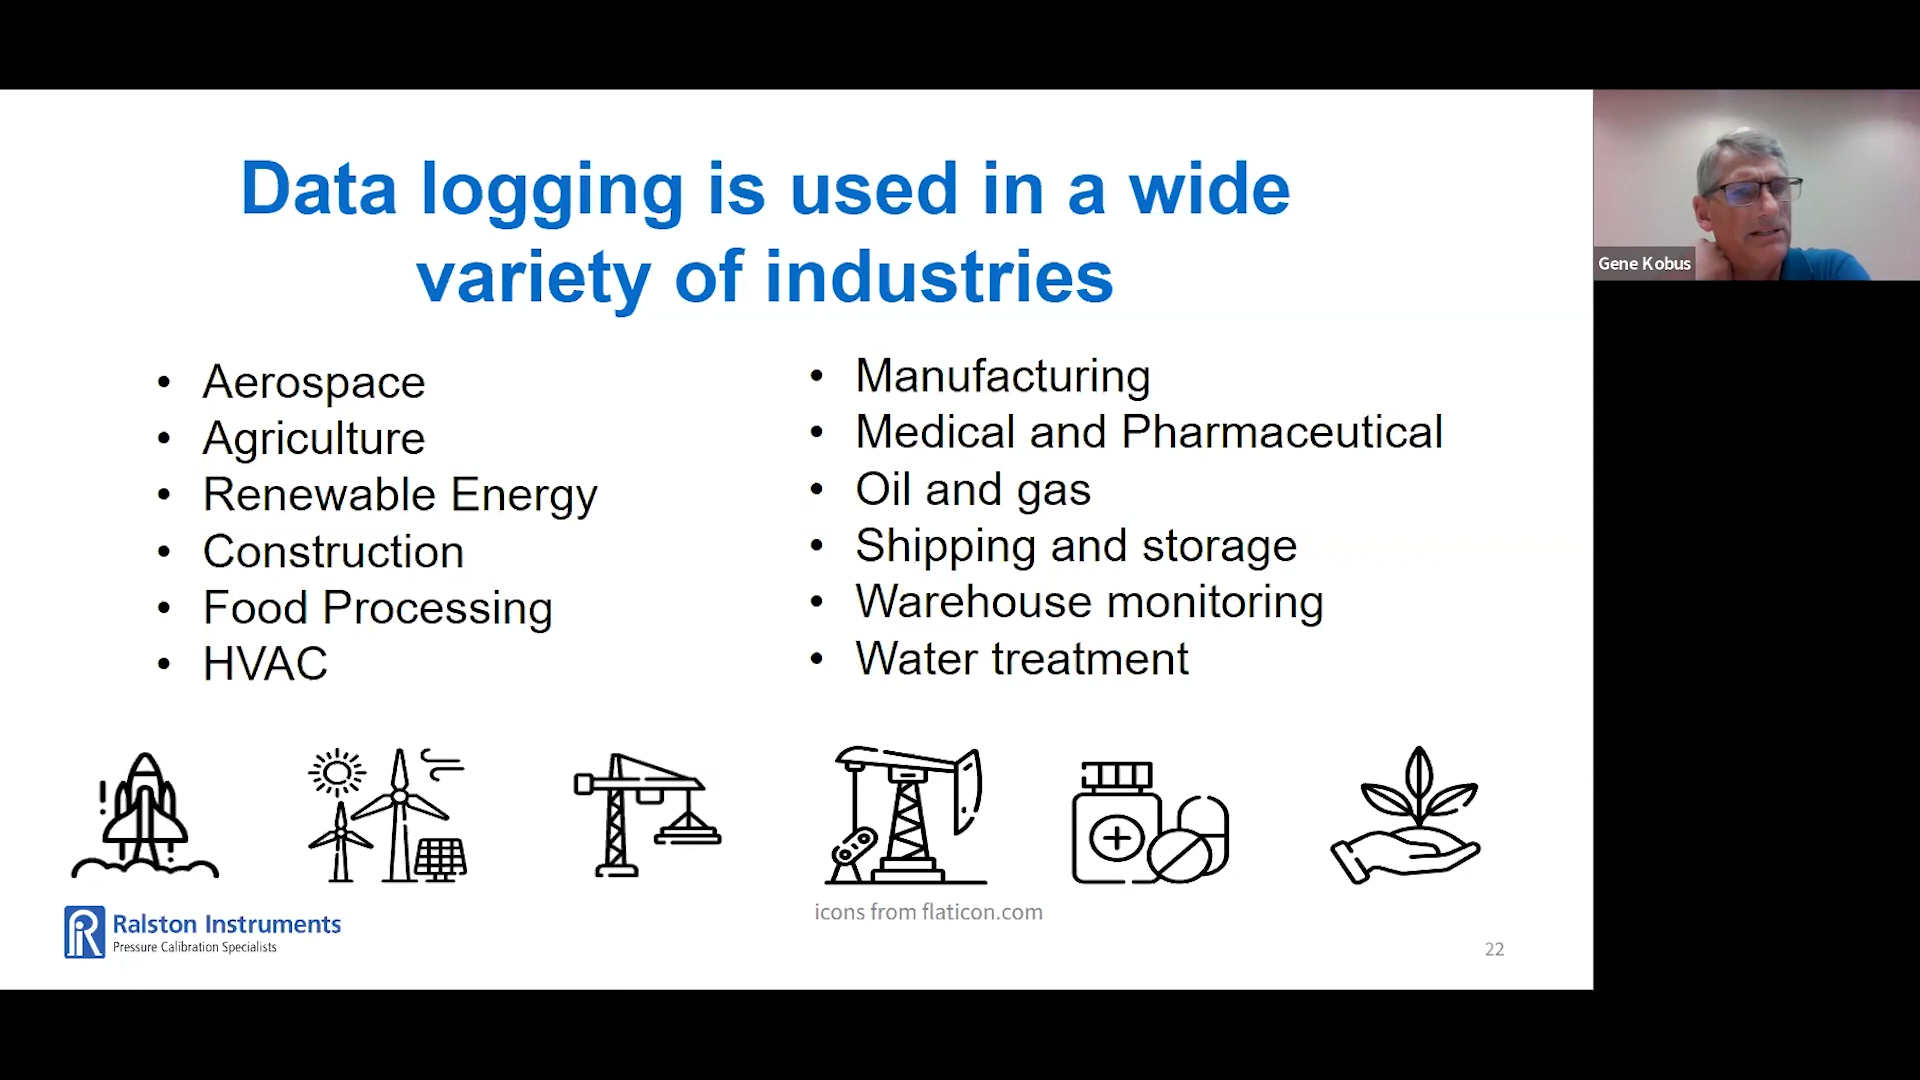 Data logging is used in a wide
variety of industries
• Aerospace
• Agriculture
• Renewable Energy
• Construction
• Food Processing
• HVAC
• Manufacturing
• Medical and Pharmaceutical
• Oil and gas
• Shipping and storage
• Warehouse monitoring
• Water treatment
icons from flaticon.com
Ralston Instruments
Pressure Calibration Specialists
22
Gene Kobus